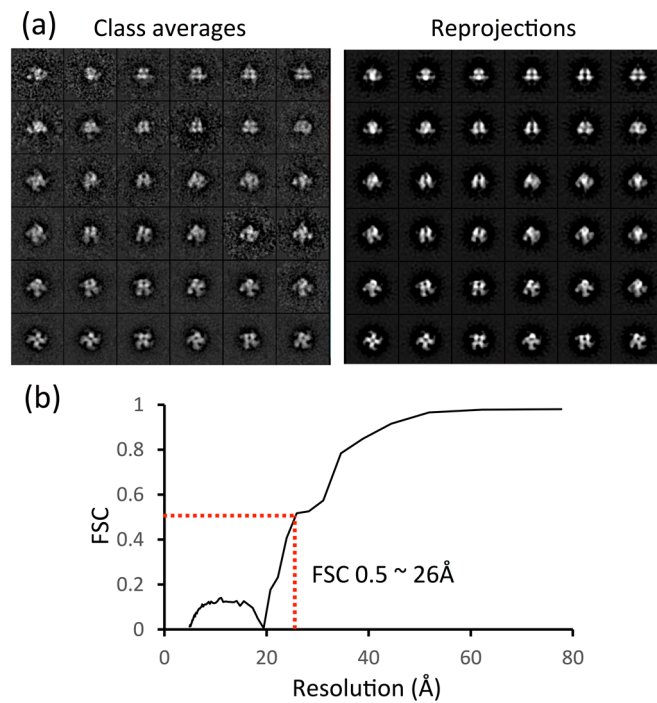 (a)
Class averages
Reprojections
(b)
1
0.8
0.6
0.4
0.2
0
FSC
FSC 0.5 ~ 26Å
0
20
40
60
80
Resolution (Å)